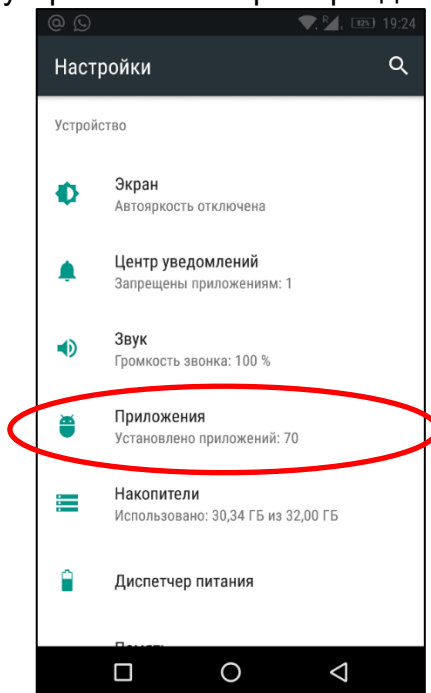 19:24
Настройки
Устройство
Экран
Автояркость отключена
Центр уведомлений
Запрещены приложениям: 1
Звук
Громкость звонка: 100 %
Приложения
Установлено приложений: 70
Накопители
Использовано: 30,34 ГБ из 32,00 ГБ
Диспетчер питания